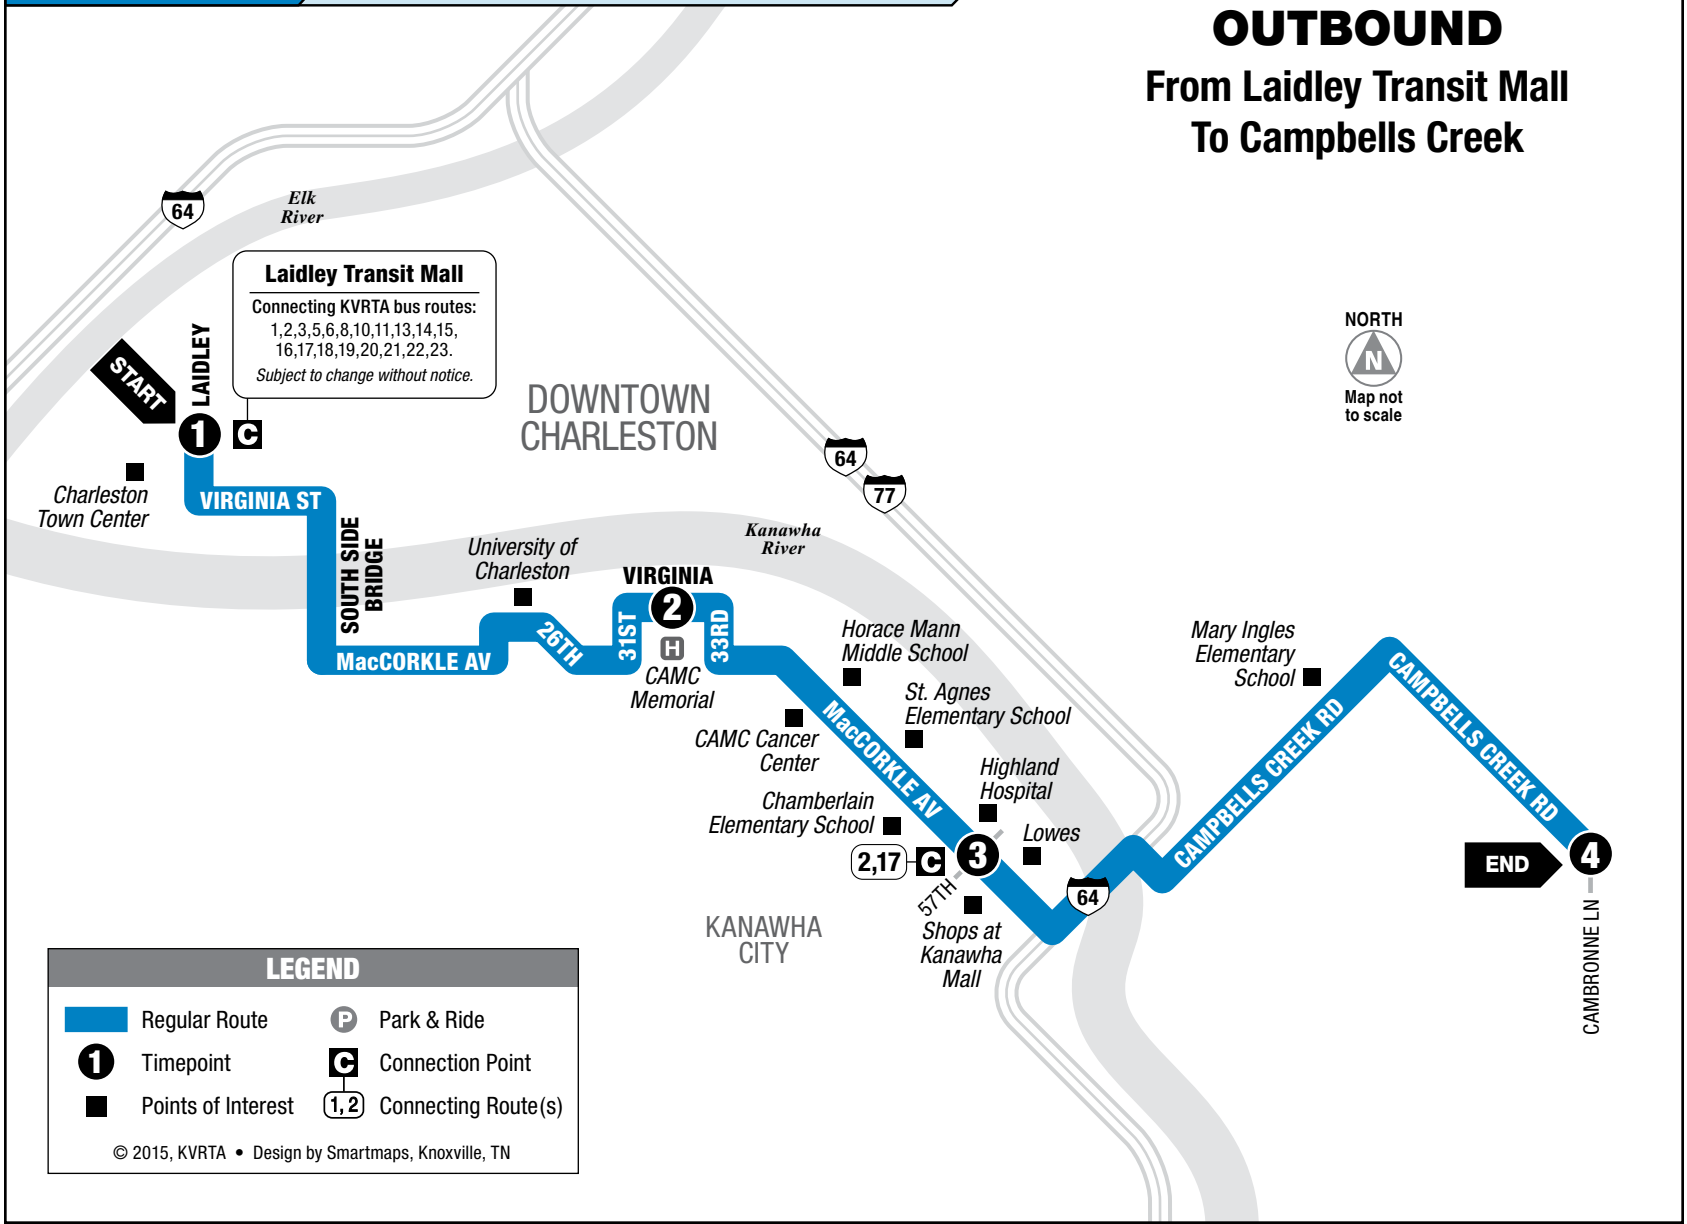 OUTBOUND
From Laidley Transit Mall
To Campbells Creek
64
Elk
River
Laidley Transit Mall
Connecting KVRTA bus routes:
1,2,3,5,6,8,10,11,13,14,15,
16,17,18,19,20,21,22,23.
Subject to change without notice.
NORTH
N
Map not
to scale
START
LAIDLEY
1
C
DOWNTOWN
CHARLESTON
64
77
Charleston
Town Center
VIRGINIA ST
SOUTH SIDE
BRIDGE
Kanawha
River
University of
Charleston
VIRGINIA
2
31ST
33RD
26TH
H
CAMC
Memorial
MacCORKLE AV
Horace Mann
Middle School
St. Agnes
Elementary School
CAMC Cancer
Center
MacCORKLE AV
Highland
Hospital
Chamberlain
Elementary School
Lowes
2,17
C
3
57TH
64
Shops at
Kanawha
Mall
KANAWHA
CITY
Mary Ingles
Elementary
School
CAMPBELLS CREEK RD
CAMPBELLS CREEK RD
END
4
CAMBRONNE LN
LEGEND
Regular Route
P Park & Ride
1 Timepoint
C Connection Point
Points of Interest
1, 2 Connecting Route(s)
© 2015, KVRTA • Design by Smartmaps, Knoxville, TN